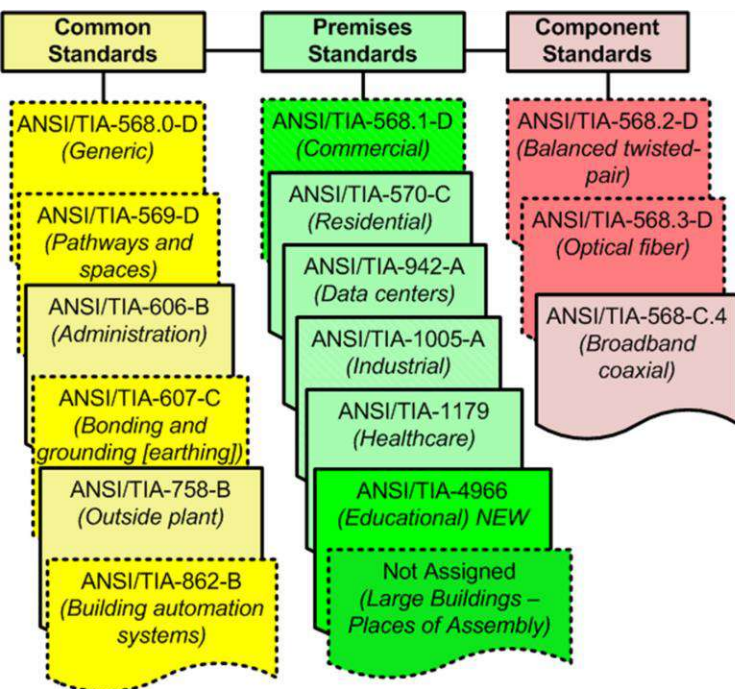 Common
Standards
ANSI/TIA-568.0-D
(Generic)
ANSI/TIA-569-D
(Pathways and
spaces)
ANSI/TIA-606-B
(Administration)
ANSI/TIA-607-C
(Bonding and
grounding [earthing])
ANSI/TIA-758-B
(Outside plant)
ANSI/TIA-862-B
(Building automation
systems)
Premises
Standards
ANSI/TIA-568.1-D
(Commercial)
ANSI/TIA-570-C
(Residential)
ANSI/TIA-942-A
(Data centers)
ANSI/TIA-1005-A
(Industrial)
ANSI/TIA-1179
(Healthcare)
ANSI/TIA-4966
(Educational) NEW
Not Assigned
(Large Buildings –
Places of Assembly)
Component
Standards
ANSI/TIA-568.2-D
(Balanced twisted-
pair)
ANSI/TIA-568.3-D
(Optical fiber)
ANSI/TIA-568-C.4
(Broadband
coaxial)